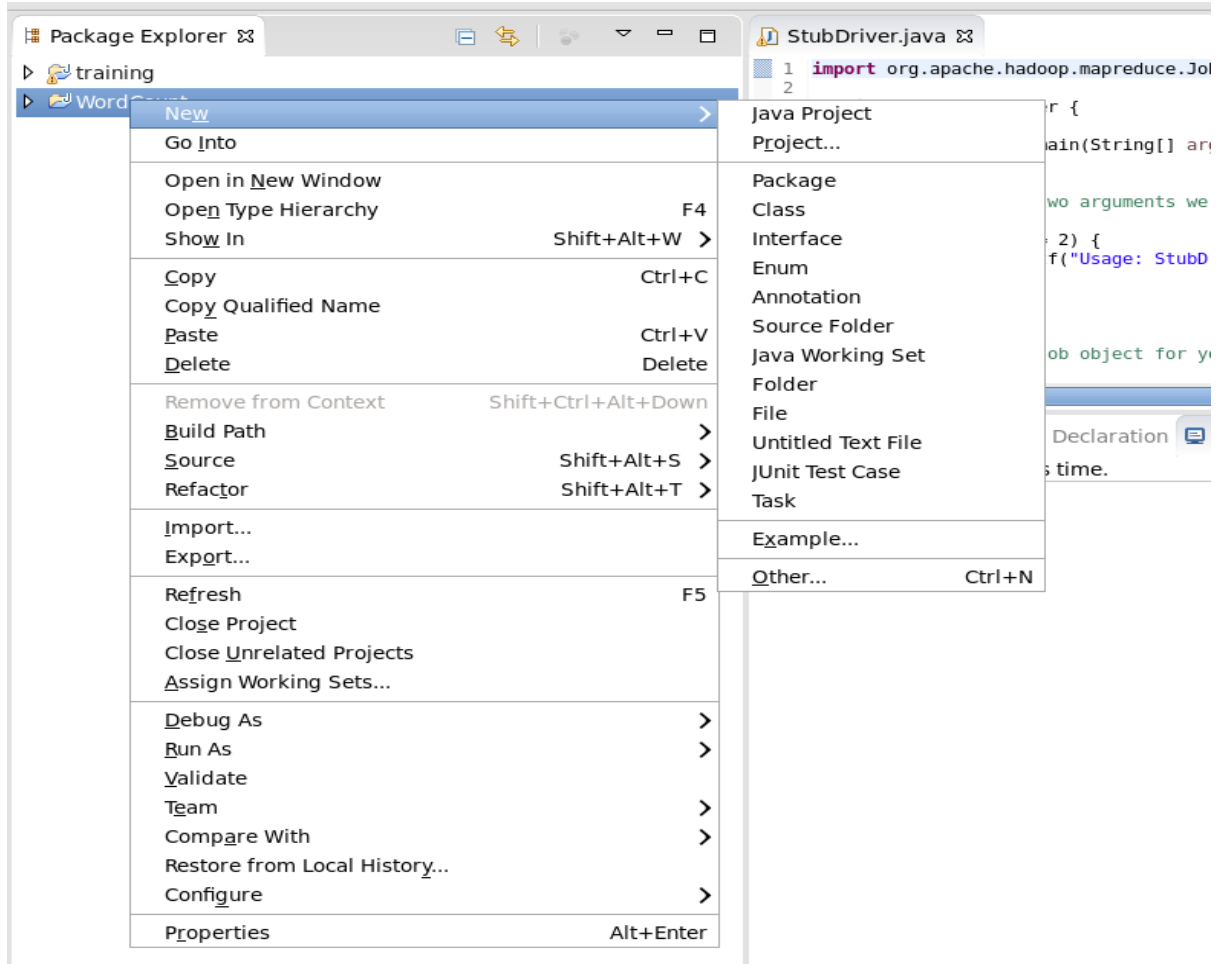 Package Explorer
training
WordCount
New
Go Into
Open in New Window
Open Type Hierarchy F4
Show In Shift+Alt+W
Copy Ctrl+C
Copy Qualified Name
Paste Ctrl+V
Delete Delete
Remove from Context Shift+Ctrl+Alt+Down
Build Path
Source Shift+Alt+S
Refactor Shift+Alt+T
Import...
Export...
Refresh F5
Close Project
Close Unrelated Projects
Assign Working Sets...
Debug As
Run As
Validate
Team
Compare With
Restore from Local History...
Configure
Properties Alt+Enter
Java Project
Project...
Package
Class
Interface
Enum
Annotation
Source Folder
Java Working Set
Folder
File
Untitled Text File
JUnit Test Case
Task
Example...
Other... Ctrl+N
StubDriver.java
1 import org.apache.hadoop.mapreduce.Jo
2
r {
ain(String[] ar
wo arguments we
2) {
f("Usage: StubD
ob object for y
Declaration
s time.